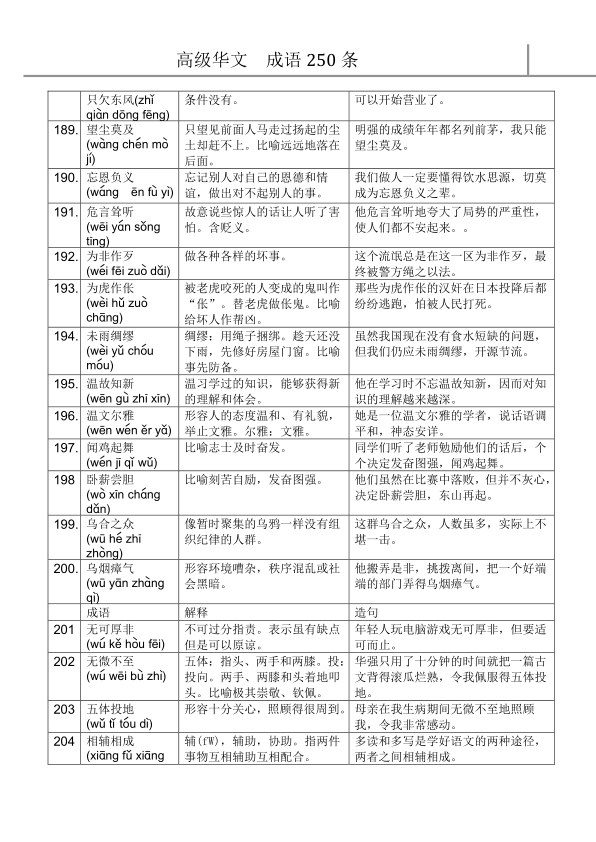 高级华文 成语 250 条
只欠东风(zhǐ 条件没有。 可以开始营业了。
qiàn dōng fēng)
189. 望尘莫及 只望见前面人马走过扬起的尘 明强的成绩年年都名列前茅，我只能
(wàng chén mò 土却赶不上。比喻远远地落在 望尘莫及。
jí) 后面。
190. 忘恩负义 忘记别人对自己的恩德和情 我们做人一定要懂得饮水思源，切莫
(wáng ēn fù yì) 谊，做出对不起别人的事。 成为忘恩负义之辈。
191. 危言耸听 故意说些惊人的话让人听了害 他危言耸听地夸大了局势的严重性，
(wēi yán sǒng 怕。含贬义。 使人们都不安起来。。
tīng)
192. 为非作歹 做各种各样的坏事。 这个流氓总是在这一区为非作歹，最
(wéi fēi zuò dǎi) 终被警方绳之以法。
193. 为虎作伥 被老虎咬死的人变成的鬼叫作 那些为虎作伥的汉奸在日本投降后都
(wèi hǔ zuò “伥”。替老虎做伥鬼。比喻 纷纷逃跑，怕被人民打死。
chāng) 给坏人作帮凶。
194. 未雨绸缪 绸缪：用绳子捆绑。趁天还没 虽然我国现在没有食水短缺的问题，
(wèi yǔ chóu 下雨，先修好房屋门窗。比喻 但我们仍应未雨绸缪，开源节流。
móu) 事先防备。
195. 温故知新 温习学过的知识，能够获得新 他在学习时不忘温故知新，因而对知
(wēn gù zhī xīn) 的理解和体会。 识的理解越来越深。
196. 温文尔雅 形容人的态度温和、有礼貌， 她是一位温文尔雅的学者，说话语调
(wēn wén ěr yǎ) 举止文雅。尔雅：文雅。 平和，神态安详。
197. 闻鸡起舞 比喻志士及时奋发。 同学们听了老师勉励他们的话后，个
(wén ji qǐ wǔ) 个决定发奋图强，闻鸡起舞。
198 卧薪尝胆 比喻刻苦自励，发奋图强。 他们虽然在比赛中落败，但并不灰心，
(wò xīn cháng 决定卧薪尝胆，东山再起。
dǎn)
199. 乌合之众 像暂时聚集的乌鸦一样没有组 这群乌合之众，人数虽多，实际上不
(wū hé zhī 织纪律的人群。 堪一击。
zhòng)
200. 乌烟瘴气 形容环境嘈杂，秩序混乱或社 他搬弄是非，挑拨离间，把一个好端
(wū yān zhàng 会黑暗。 端的部门弄得乌烟瘴气。
qì)
成语 解释 造句
201 无可厚非 不可过分指责。表示虽有缺点 年轻人玩电脑游戏无可厚非，但要适
(wú kě hòu fēi) 但是可以原谅。 可而止。
202 无微不至 五体：指头、两手和两膝。投： 华强只用了十分钟的时间就把一篇古
(wú wēi bù zhì) 投向。两手、两膝和头着地叩 文背得滚瓜烂熟，令我佩服得五体投
头。比喻极其崇敬、钦佩。 地。
203 五体投地 形容十分关心，照顾得很周到。 母亲在我生病期间无微不至地照顾
(wǔ tǐ tóu dì) 我，令我非常感动。
204 相辅相成 辅(fW)，辅助，协助。指两件 多读和多写是学好语文的两种途径，
(xiāng fǔ xiāng 事物互相辅助互相配合。 两者之间相辅相成。